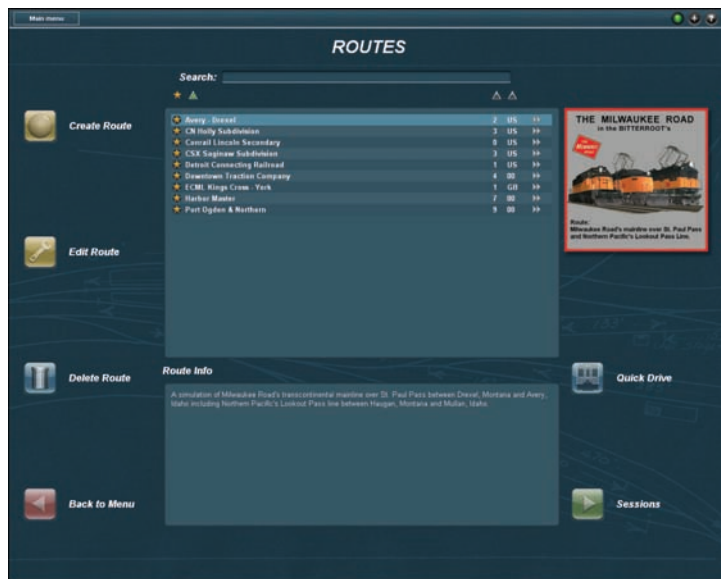 Main menu
ROUTES
Search:
Create Route
Edit Route
Delete Route
Back to Menu
Avery - Drexel 2 US
CN Holly Subdivision 3 US
Conrail Lincoln Secondary 0 US
CSX Saginaw Subdivision 3 US
Detroit Connecting Railroad 1 US
Downtown Traction Company 4 00
ECML Kings Cross - York 1 GB
Harbor Master 7 00
Port Ogden & Northern 9 00
THE MILWAUKEE ROAD
in the BITTERROOT's
Route:
Milwaukee Road's mainline over St. Paul Pass
and Northern Pacific's Lookout Pass Line.
Route Info
A simulation of Milwaukee Road's transcontinental mainline over St. Paul Pass between Drexel, Montana and Avery,
Idaho including Northern Pacific's Lookout Pass line between Haugan, Montana and Mullan, Idaho.
Quick Drive
Sessions